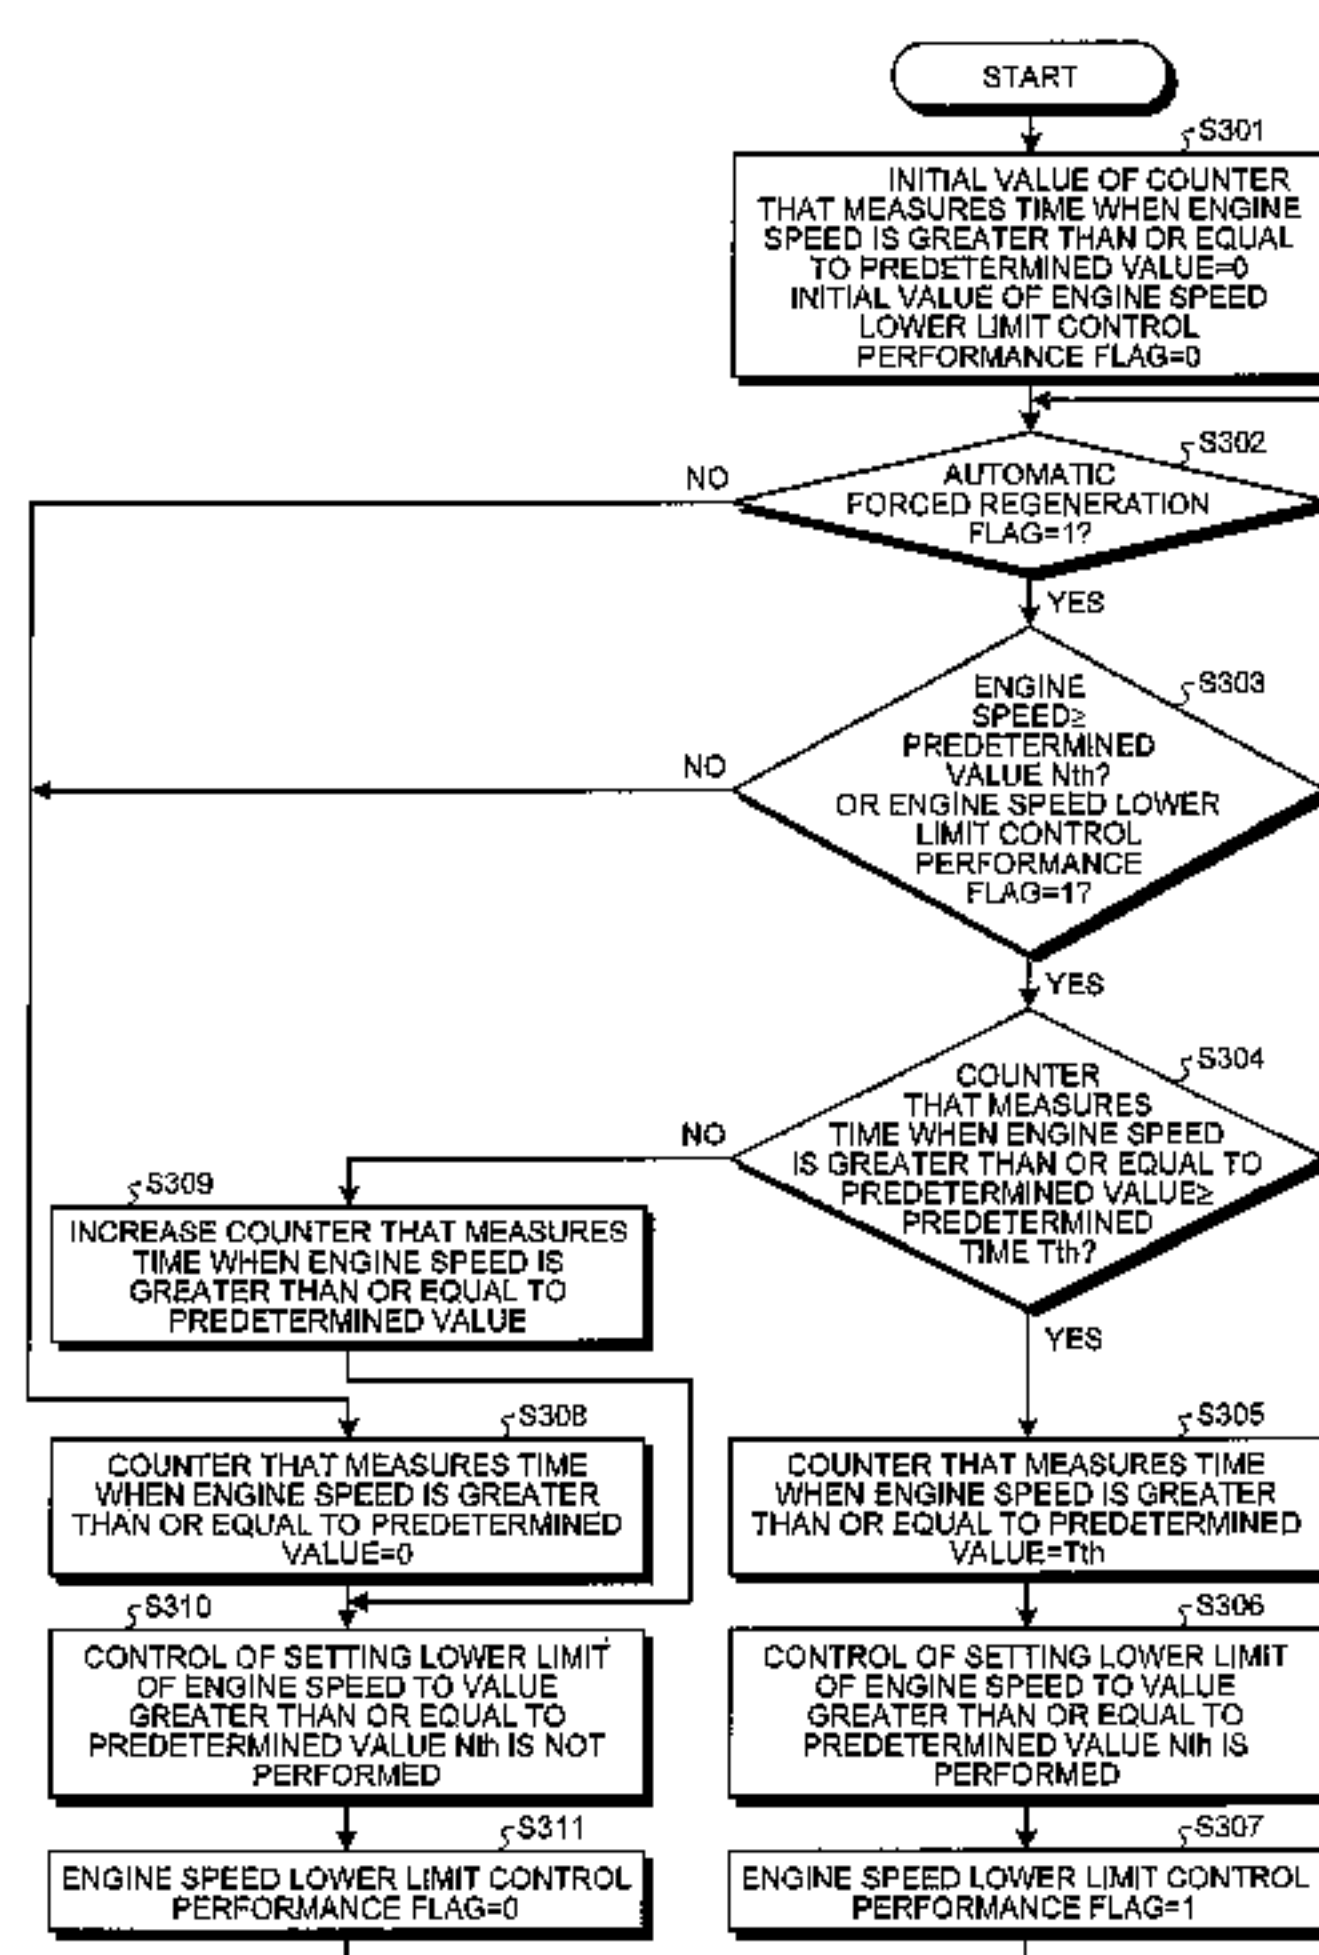 START
S301
INITIAL VALUE OF COUNTER
THAT MEASURES TIME WHEN ENGINE
SPEED IS GREATER THAN OR EQUAL
TO PREDETERMINED VALUE=0
INITIAL VALUE OF ENGINE SPEED
LOWER LIMIT CONTROL
PERFORMANCE FLAG=0
S302
NO
AUTOMATIC
FORCED REGENERATION
FLAG=1?
YES
S303
ENGINE
SPEED≥
PREDETERMINED
VALUE Nth?
OR ENGINE SPEED LOWER
LIMIT CONTROL
PERFORMANCE
FLAG=1?
NO
YES
S304
COUNTER
THAT MEASURES
TIME WHEN ENGINE SPEED
IS GREATER THAN OR EQUAL TO
PREDETERMINED VALUE≥
PREDETERMINED
TIME Tth?
NO
YES
S309
INCREASE COUNTER THAT MEASURES
TIME WHEN ENGINE SPEED IS
GREATER THAN OR EQUAL TO
PREDETERMINED VALUE
S308
COUNTER THAT MEASURES TIME
WHEN ENGINE SPEED IS GREATER
THAN OR EQUAL TO PREDETERMINED
VALUE=0
S305
COUNTER THAT MEASURES TIME
WHEN ENGINE SPEED IS GREATER
THAN OR EQUAL TO PREDETERMINED
VALUE=Tth
S310
CONTROL OF SETTING LOWER LIMIT
OF ENGINE SPEED TO VALUE
GREATER THAN OR EQUAL TO
PREDETERMINED VALUE Nth IS NOT
PERFORMED
S306
CONTROL OF SETTING LOWER LIMIT
OF ENGINE SPEED TO VALUE
GREATER THAN OR EQUAL TO
PREDETERMINED VALUE Nth IS
PERFORMED
S311
ENGINE SPEED LOWER LIMIT CONTROL
PERFORMANCE FLAG=0
S307
ENGINE SPEED LOWER LIMIT CONTROL
PERFORMANCE FLAG=1